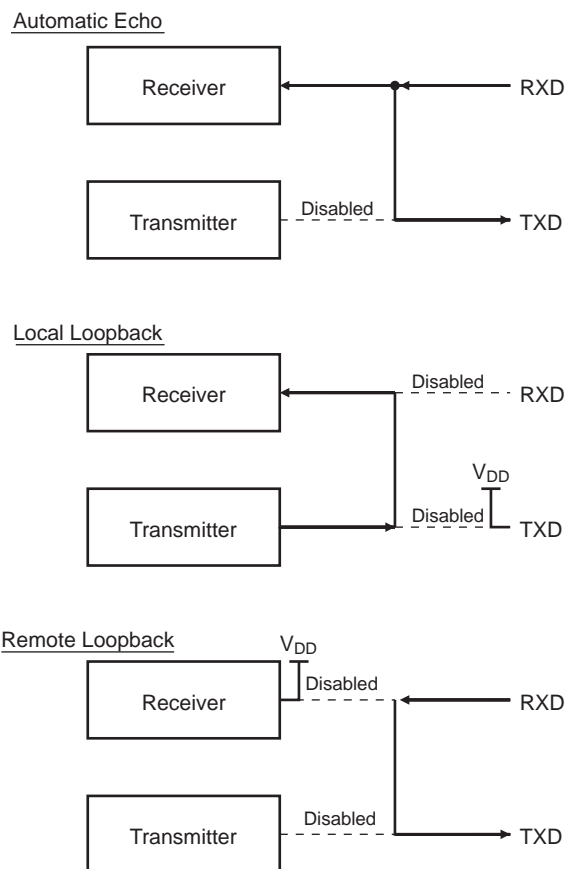 Automatic Echo
Receiver
RXD
Disabled
Transmitter
TXD
Local Loopback
Disabled
Receiver
RXD
VDD
Disabled
Transmitter
TXD
Remote Loopback
VDD
Disabled
Receiver
RXD
Disabled
Transmitter
TXD